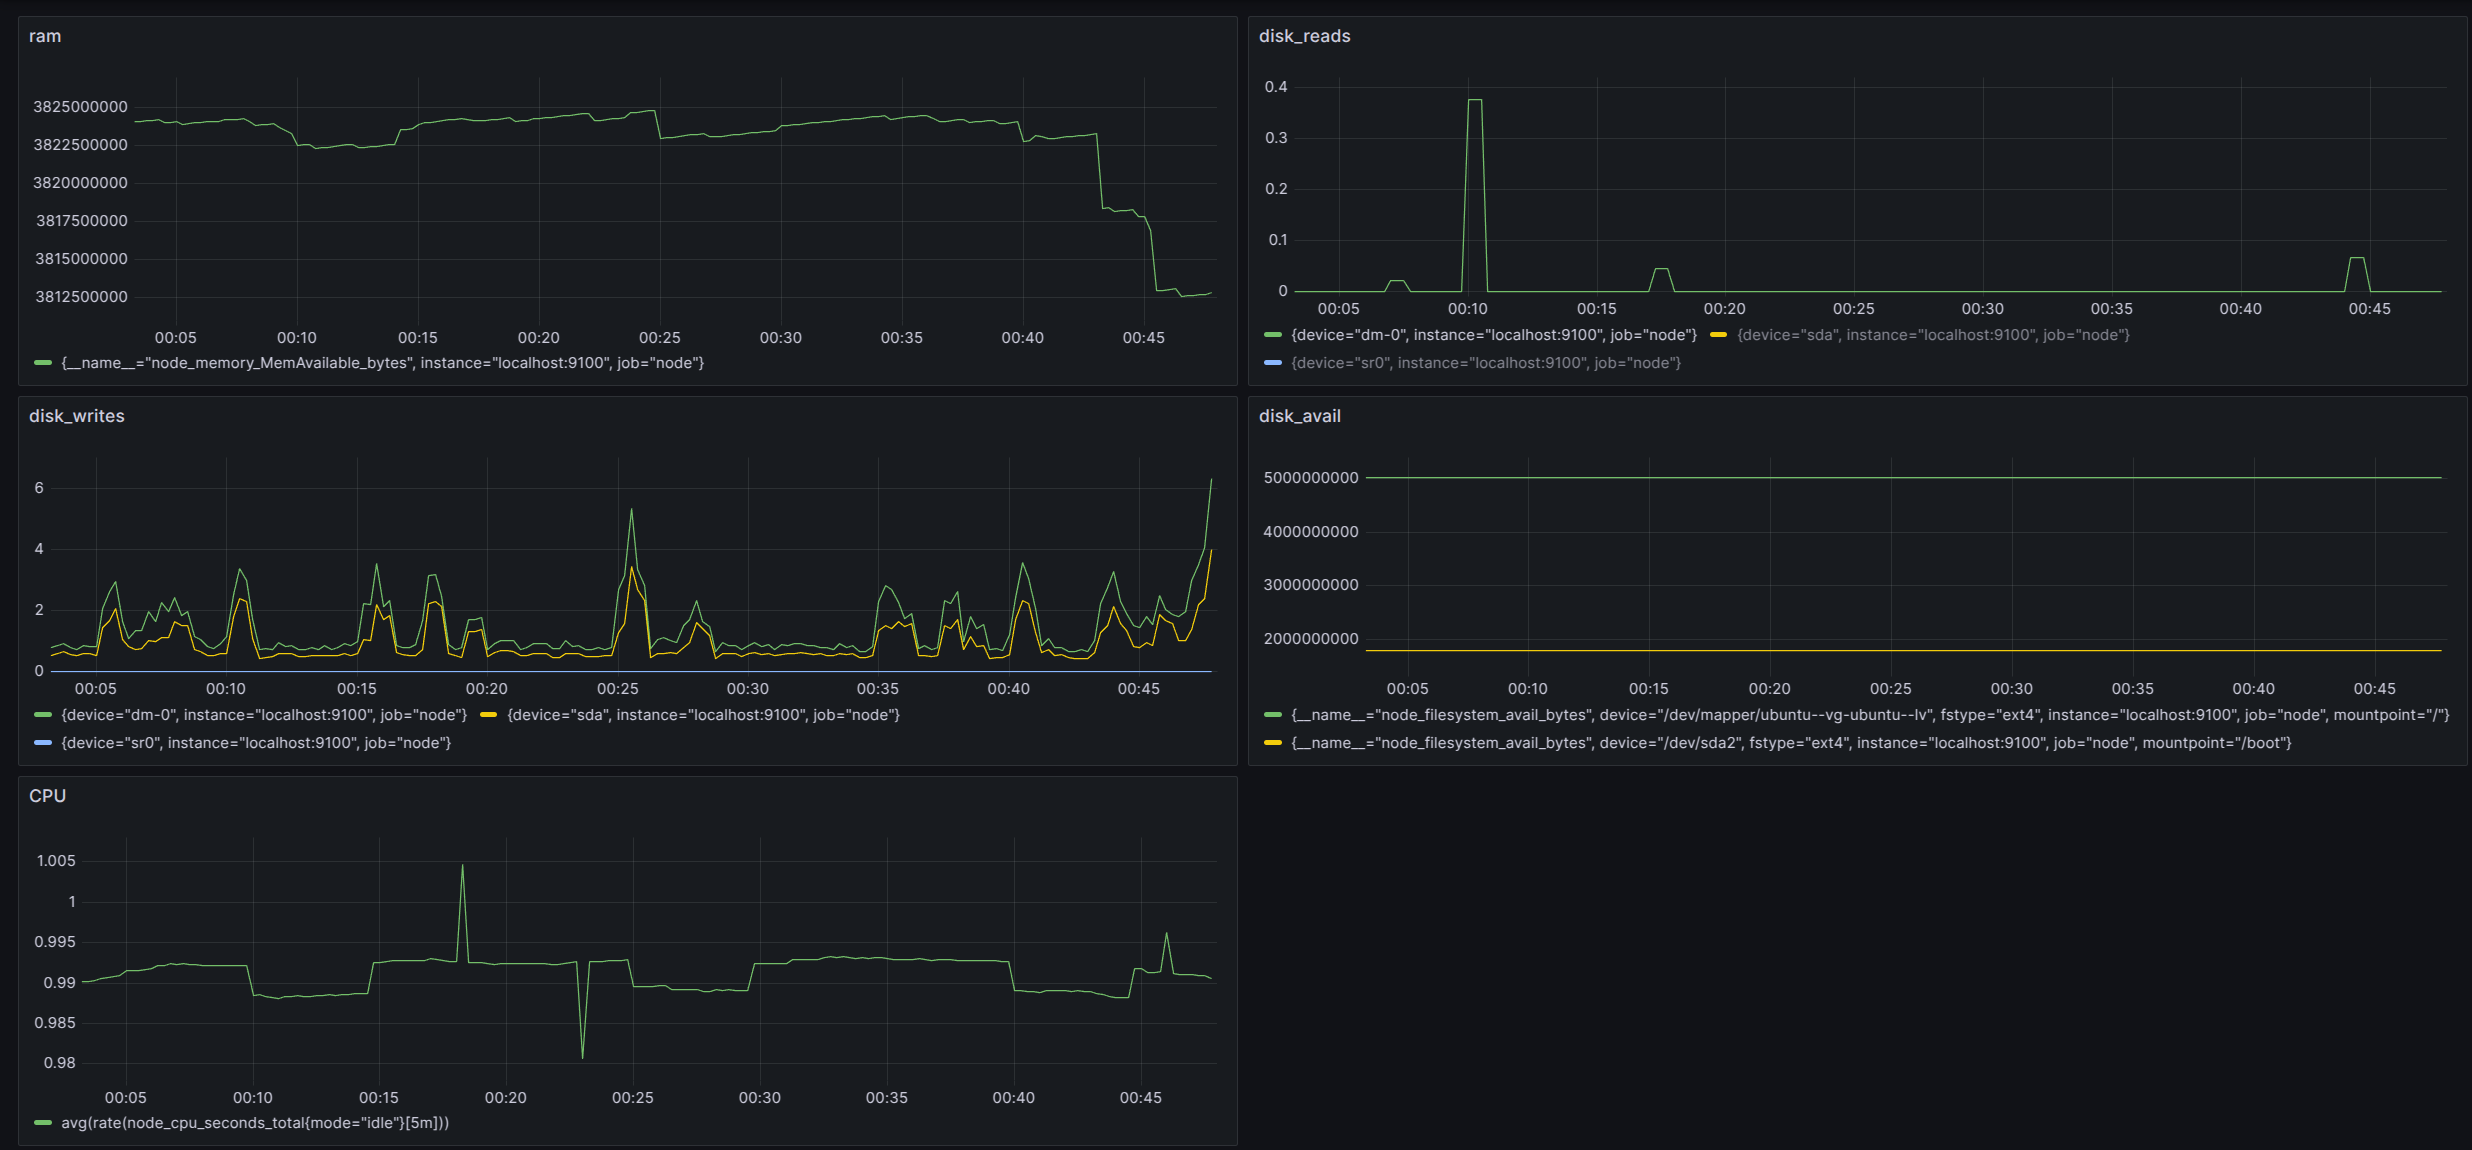 ram
3825000000
3822500000
3820000000
3817500000
3815000000
3812500000
00:05 00:10 00:15 00:20 00:25 00:30 00:35 00:40 00:45
{__name__="node_memory_MemAvailable_bytes", instance="localhost:9100", job="node"}
disk_reads
0.4
0.3
0.2
0.1
0
00:05 00:10 00:15 00:20 00:25 00:30 00:35 00:40 00:45
{device="dm-0", instance="localhost:9100", job="node"} {device="sda", instance="localhost:9100", job="node"}
{device="sr0", instance="localhost:9100", job="node"}
disk_writes
6
4
2
0
00:05 00:10 00:15 00:20 00:25 00:30 00:35 00:40 00:45
{device="dm-0", instance="localhost:9100", job="node"} {device="sda", instance="localhost:9100", job="node"}
{device="sr0", instance="localhost:9100", job="node"}
disk_avail
5000000000
4000000000
3000000000
2000000000
00:05 00:10 00:15 00:20 00:25 00:30 00:35 00:40 00:45
{__name__="node_filesystem_avail_bytes", device="/dev/mapper/ubuntu--vg-ubuntu--lv", fstype="ext4", instance="localhost:9100", job="node", mountpoint="/"}
{__name__="node_filesystem_avail_bytes", device="/dev/sda2", fstype="ext4", instance="localhost:9100", job="node", mountpoint="/boot"}
CPU
1.005
1
0.995
0.99
0.985
0.98
00:05 00:10 00:15 00:20 00:25 00:30 00:35 00:40 00:45
avg(rate(node_cpu_seconds_total{mode="idle"}[5m]))